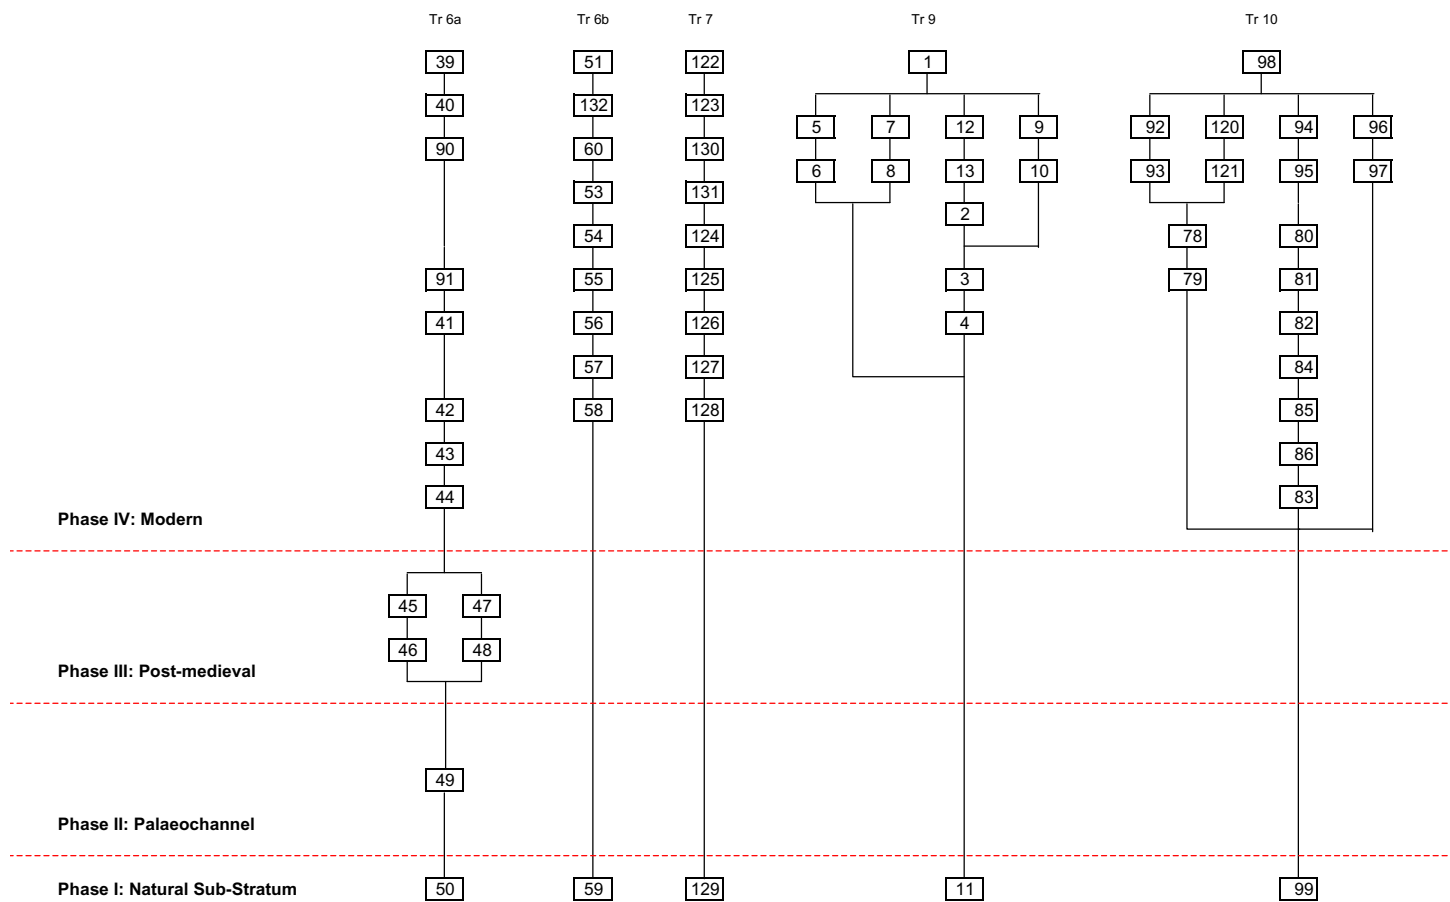 Tr 6a Tr 6b Tr 7 Tr 9 Tr 10
39 51 122 1 98
40 132 123
5 7 12 9 92 120 94 96
90 60 130
6 8 13 10 93 121 95 97
53 131
2
54 124 78 80
91 55 125 3 79 81
41 56 126 4 82
57 127 84
42 58 128 85
43 86
44 83
Phase IV: Modern
45 47
46 48
Phase III: Post-medieval
49
Phase II: Palaeochannel
Phase I: Natural Sub-Stratum 50 59 129 11 99